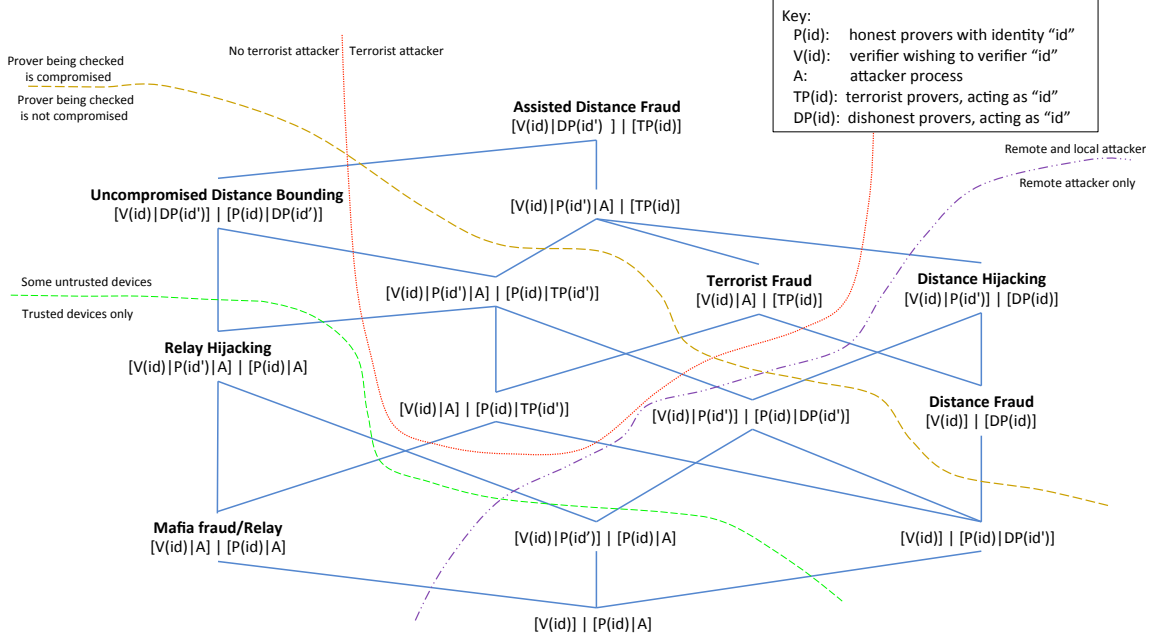 Key:
P(id): honest provers with identity “id”
V(id): verifier wishing to verifier “id”
A: attacker process
TP(id): terrorist provers, acting as “id”
DP(id): dishonest provers, acting as “id”
No terrorist attacker
Terrorist attacker
Prover being checked
is compromised
Prover being checked
is not compromised
Assisted Distance Fraud
[V(id)|DP(id') ] | [TP(id)]
Remote and local attacker
Remote attacker only
Uncompromised Distance Bounding
[V(id)|DP(id')] | [P(id)|DP(id’)]
[V(id)|P(id')|A] | [TP(id)]
Some untrusted devices
Trusted devices only
[V(id)|P(id')|A] | [P(id)|TP(id')]
Terrorist Fraud
[V(id)|A] | [TP(id)]
Distance Hijacking
[V(id)|P(id')] | [DP(id)]
Relay Hijacking
[V(id)|P(id')|A] | [P(id)|A]
[V(id)|A] | [P(id)|TP(id')]
[V(id)|P(id')] | [P(id)|DP(id')]
Distance Fraud
[V(id)] | [DP(id)]
Mafia fraud/Relay
[V(id)|A] | [P(id)|A]
[V(id)|P(id’)] | [P(id)|A]
[V(id)] | [P(id)|DP(id')]
[V(id)] | [P(id)|A]